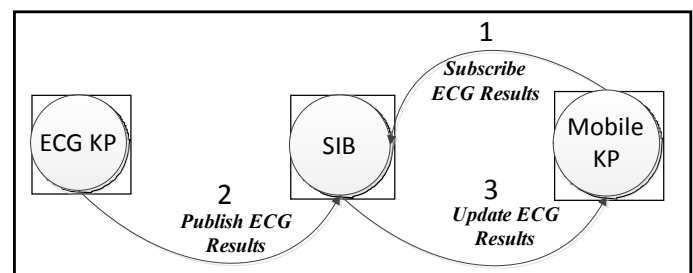 1
Subscribe
ECG Results
ECG KP
SIB
Mobile
KP
2
Publish ECG
Results
3
Update ECG
Results